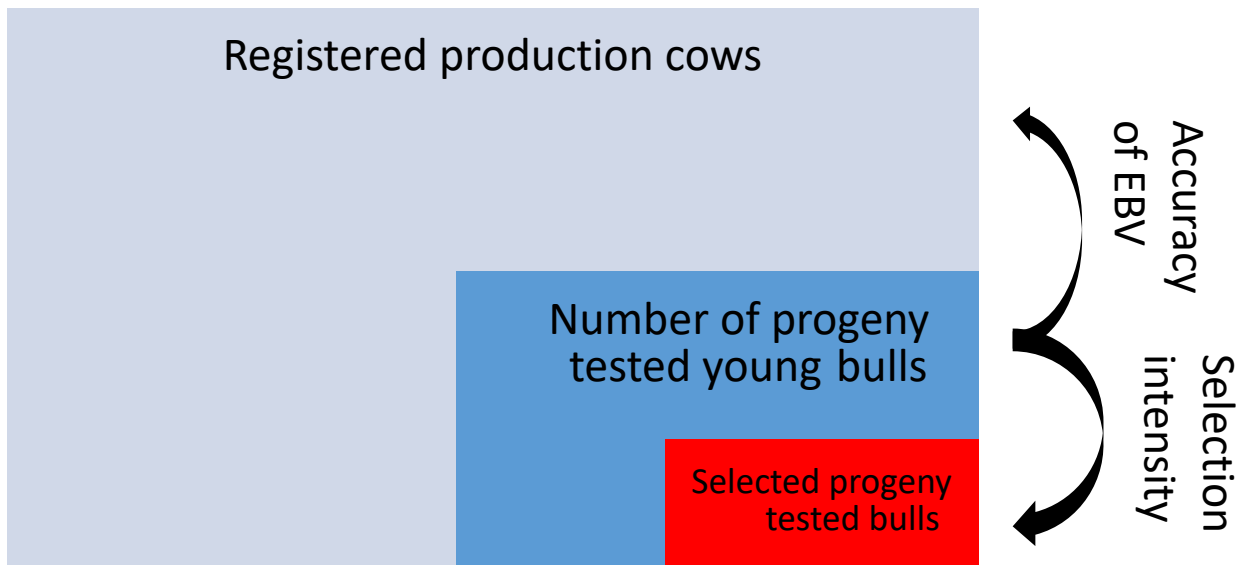 Registered production cows
Accuracy
of EBV
Number of progeny
tested young bulls
Selection
intensity
Selected progeny
tested bulls